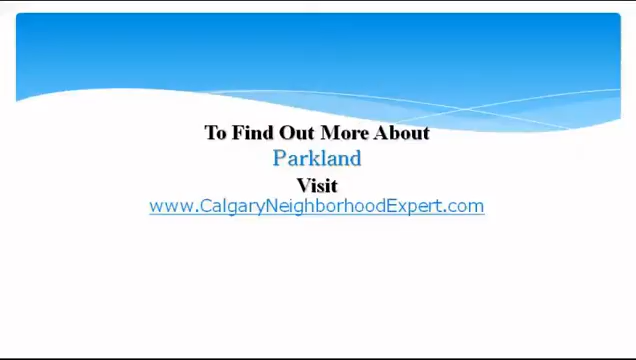 To Find Out More About
Parkland
Visit
www.CalgaryNeighborhoodExpert.com